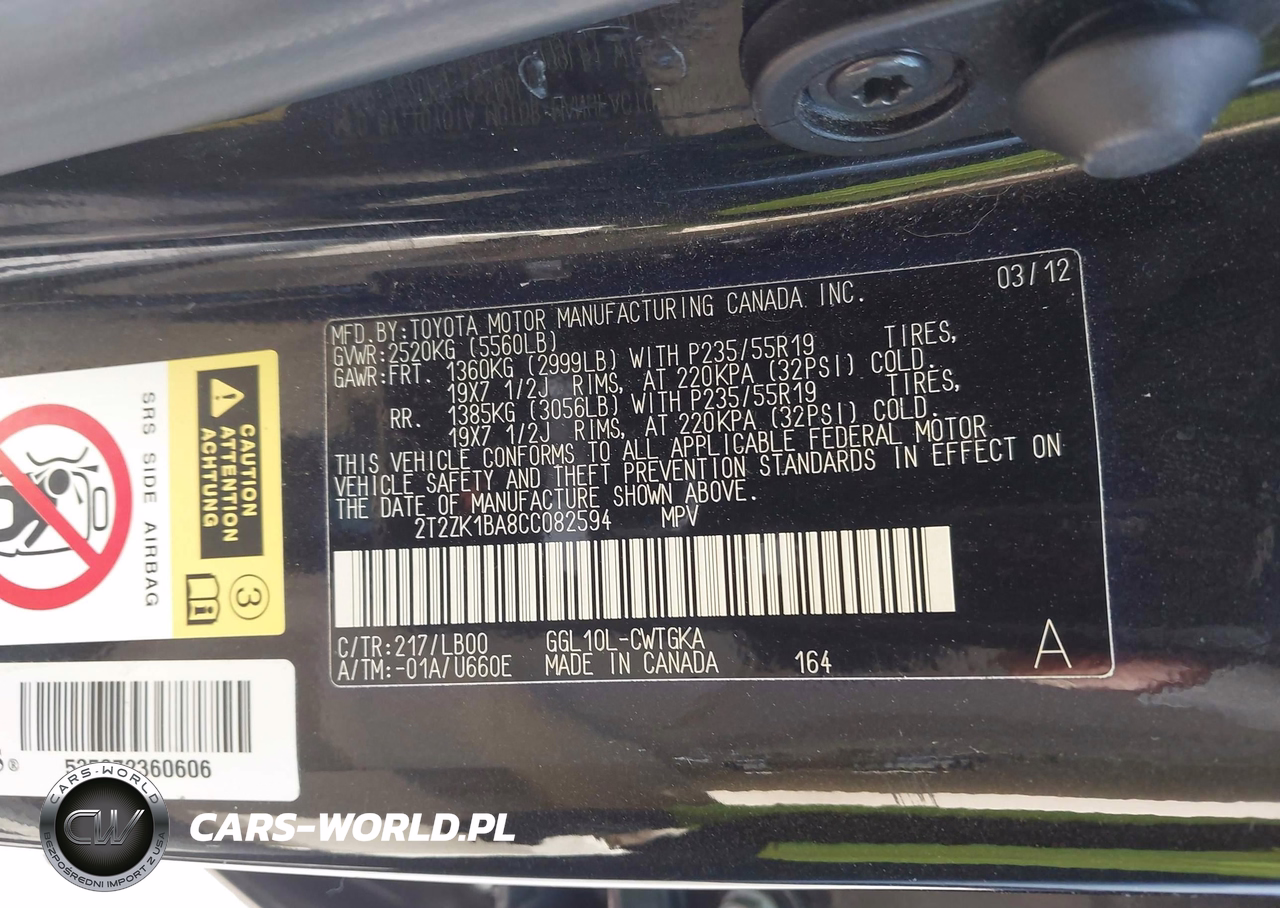 03/12
MFD.BY:TOYOTA MOTOR MANUFACTURING CANADA INC.
GVWR:2520KG (5560LB)
GAWR:FRT. 1360KG (2999LB) WITH P235/55R19 TIRES,
19X7 1/2J RIMS, AT 220KPA (32PSI) COLD.
RR. 1385KG (3056LB) WITH P235/55R19 TIRES,
19X7 1/2J RIMS, AT 220KPA (32PSI) COLD.
THIS VEHICLE CONFORMS TO ALL APPLICABLE FEDERAL MOTOR
VEHICLE SAFETY AND THEFT PREVENTION STANDARDS IN EFFECT ON
THE DATE OF MANUFACTURE SHOWN ABOVE.
2T2ZK1BA8CC082594 MPV
C/TR:217/LB00 GGL10L-CWTGKA
A/TM:-01A/U660E MADE IN CANADA 164
A
CAUTION
ATTENTION
ACHTUNG
3
SRS SIDE AIRBAG
CARS-WORLD
CW
BEZPOŚREDNI IMPORT Z USA
CARS-WORLD.PL